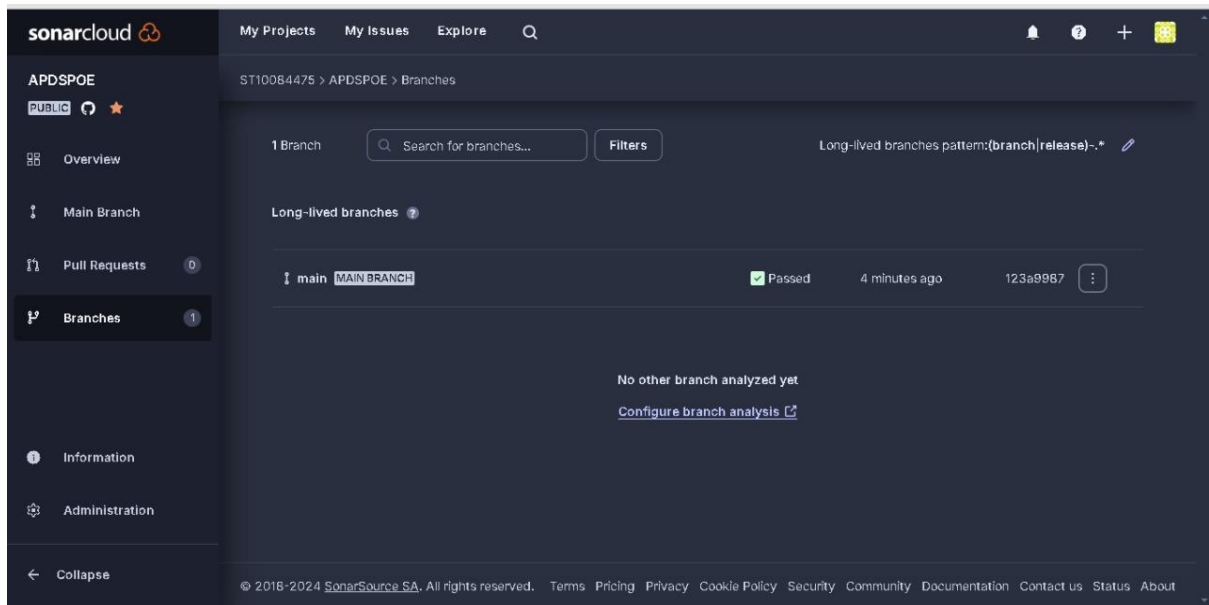 sonarcloud
My Projects My Issues Explore
APDSPOE
PUBLIC
ST10084475 > APDSPOE > Branches
1 Branch Search for branches... Filters Long-lived branches pattern:(branch|release)-.*
Overview
Main Branch
Long-lived branches
Pull Requests 0
main MAIN BRANCH Passed 4 minutes ago 123a9987
Branches 1
No other branch analyzed yet
Configure branch analysis
Information
Administration
Collapse
© 2018-2024 SonarSource SA. All rights reserved. Terms Pricing Privacy Cookie Policy Security Community Documentation Contact us Status About